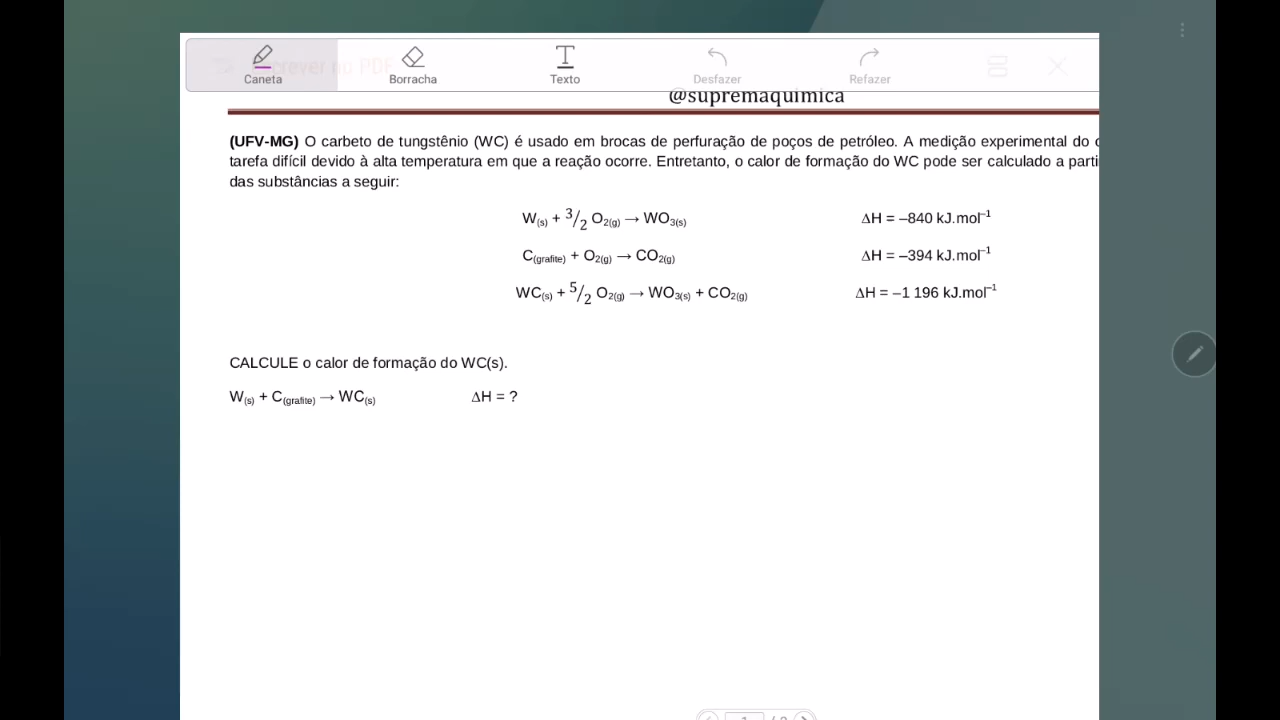 Caneta
Borracha
Texto
Desfazer
Refazer
@supremaquimica
(UFV-MG) O carbeto de tungstênio (WC) é usado em brocas de perfuração de poços de petróleo. A medição experimental do
tarefa difícil devido à alta temperatura em que a reação ocorre. Entretanto, o calor de formação do WC pode ser calculado a
das substâncias a seguir:
W(s) + 3/2 O2(g) → WO3(s) ΔH = –840 kJ.mol–1
C(grafite) + O2(g) → CO2(g) ΔH = –394 kJ.mol–1
WC(s) + 5/2 O2(g) → WO3(s) + CO2(g) ΔH = –1 196 kJ.mol–1
CALCULE o calor de formação do WC(s).
W(s) + C(grafite) → WC(s) ΔH = ?